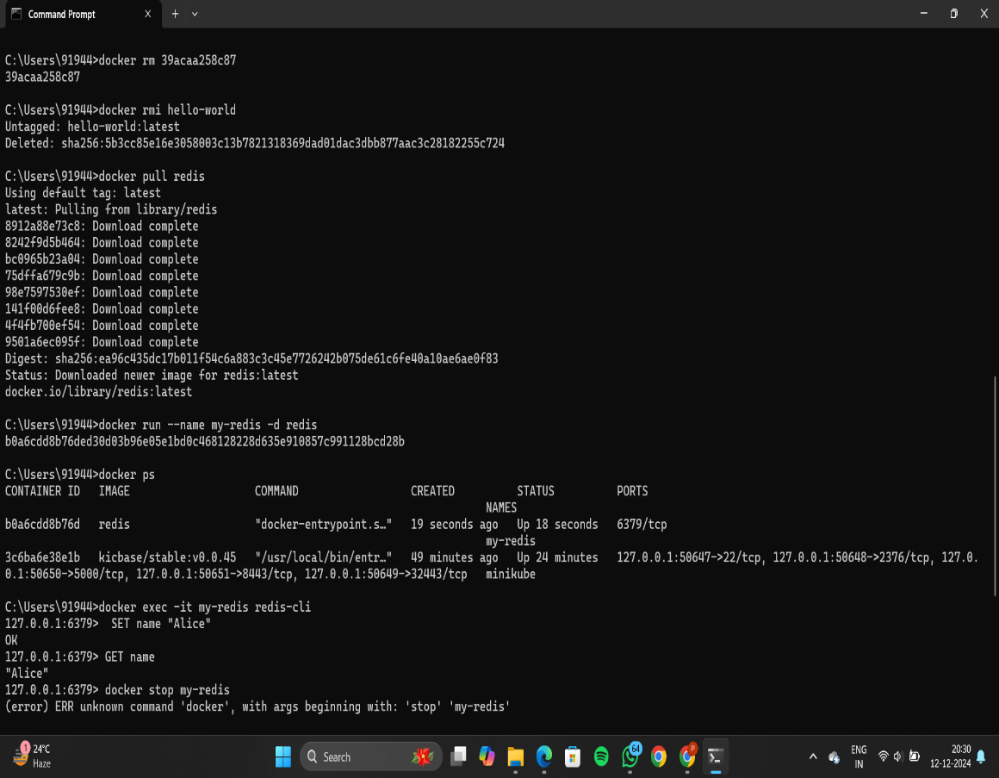 Command Prompt
C:\Users\91944>docker rm 39acaa258c87
39acaa258c87
C:\Users\91944>docker rmi hello-world
Untagged: hello-world:latest
Deleted: sha256:5b3cc85e16e3058003c13b7821318369dad01dac3dbb877aac3c28182255c724
C:\Users\91944>docker pull redis
Using default tag: latest
latest: Pulling from library/redis
8912a88e73c8: Download complete
8242f9d5b464: Download complete
bc0965b23a04: Download complete
75dffa679c9b: Download complete
98e7597530ef: Download complete
141f00d6fee8: Download complete
4f4fb700ef54: Download complete
9501a6ec095f: Download complete
Digest: sha256:ea96c435dc17b011f54c6a883c3c45e7726242b075de61c6fe40a10ae6ae0f83
Status: Downloaded newer image for redis:latest
docker.io/library/redis:latest
C:\Users\91944>docker run --name my-redis -d redis
b0a6cdd8b76ded30d03b96e05e1bd0c468128228d635e910857c991128bcd28b
C:\Users\91944>docker ps
CONTAINER ID   IMAGE                    COMMAND                  CREATED          STATUS          PORTS
NAMES
b0a6cdd8b76d   redis                    "docker-entrypoint.s…"   19 seconds ago   Up 18 seconds   6379/tcp
my-redis
3c6ba6e38e1b   kicbase/stable:v0.0.45   "/usr/local/bin/entr…"   49 minutes ago   Up 24 minutes   127.0.0.1:50647->22/tcp, 127.0.0.1:50648->2376/tcp, 127.0.
0.1:50650->5000/tcp, 127.0.0.1:50651->8443/tcp, 127.0.0.1:50649->32443/tcp   minikube
C:\Users\91944>docker exec -it my-redis redis-cli
127.0.0.1:6379>  SET name "Alice"
OK
127.0.0.1:6379> GET name
"Alice"
127.0.0.1:6379> docker stop my-redis
(error) ERR unknown command 'docker', with args beginning with: 'stop' 'my-redis'
1
24°C
Haze
Search
64
P
ENG
IN
20:30
12-12-2024